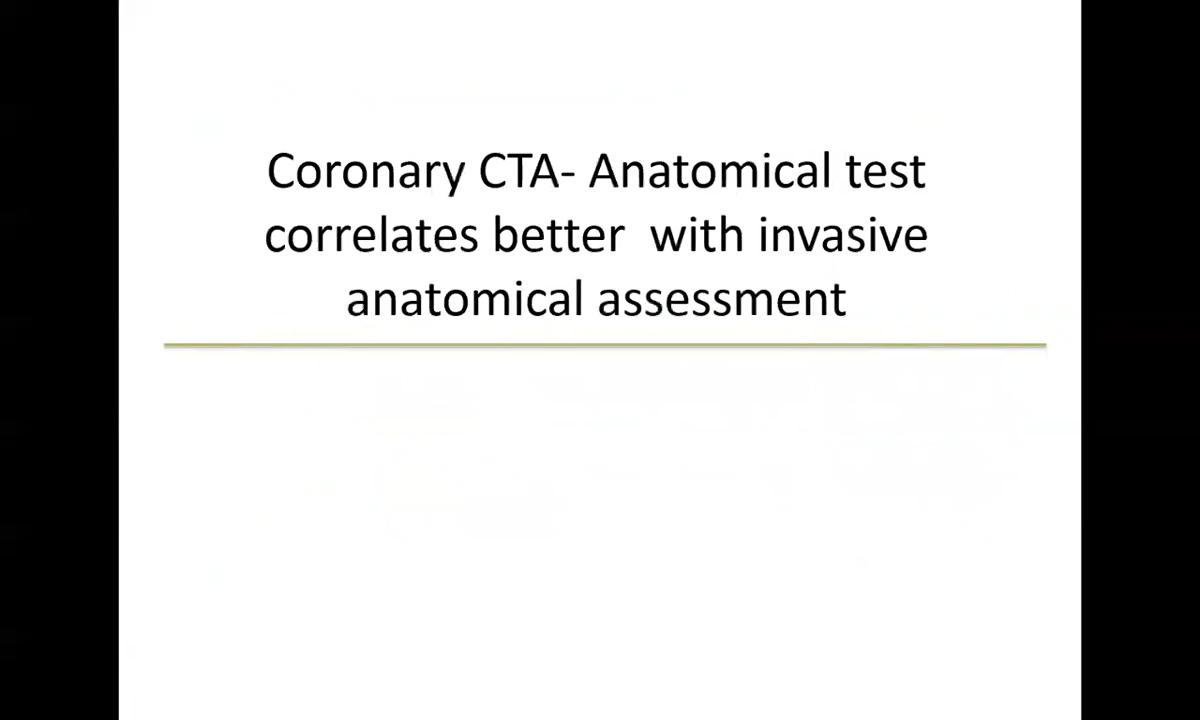 Coronary CTA- Anatomical test
correlates better  with invasive
anatomical assessment